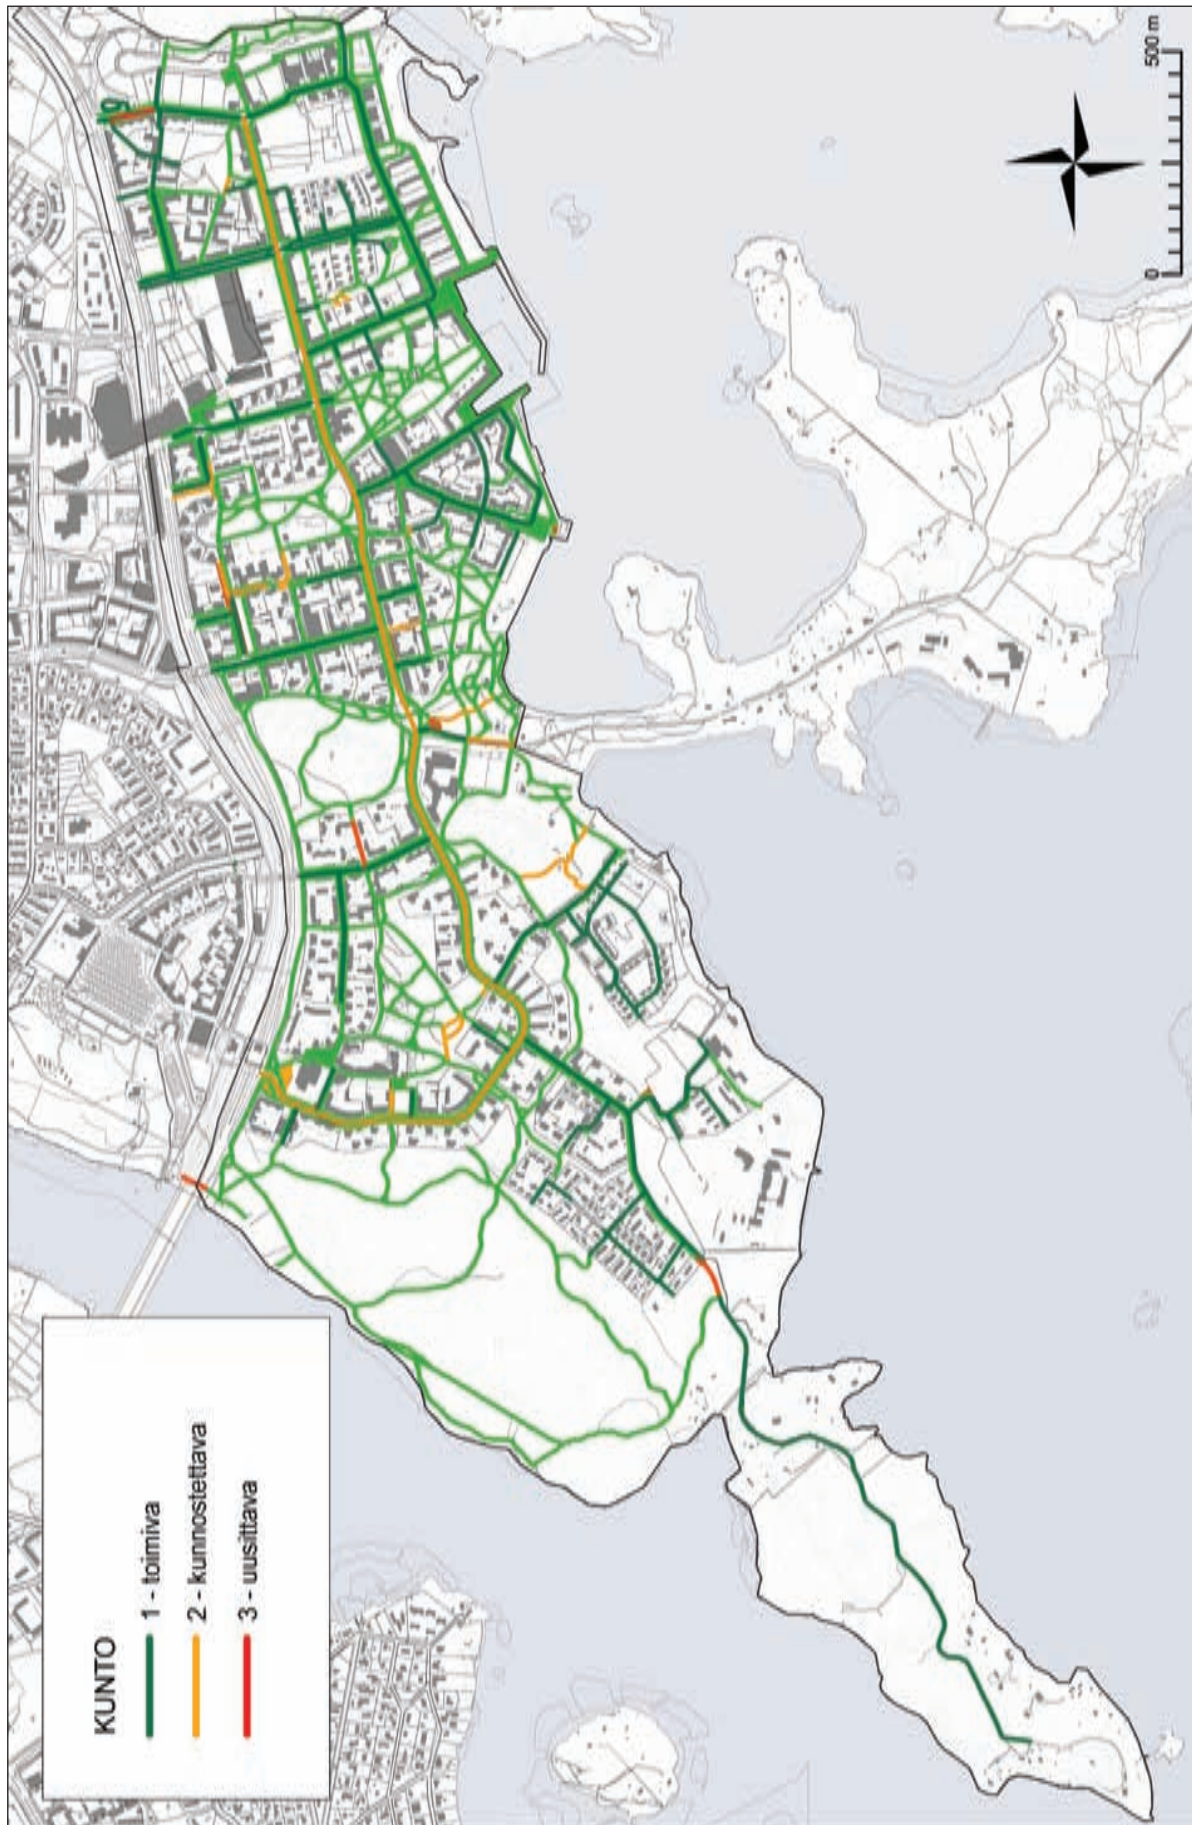 KUNTO
1 - toimiva
2 - kunnostettava
3 - uusittava
0 500 m